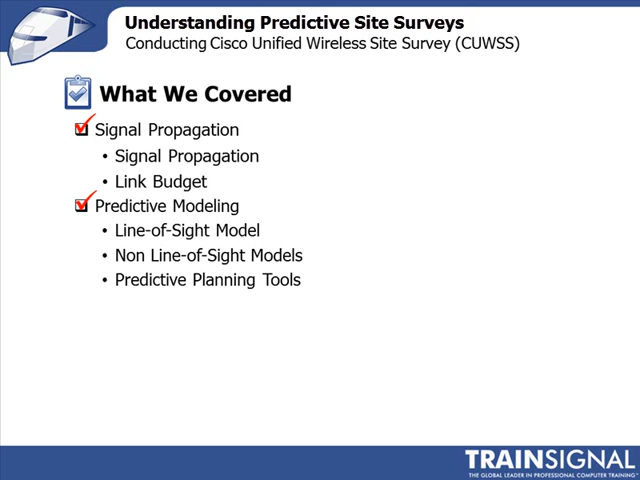 Understanding Predictive Site Surveys
Conducting Cisco Unified Wireless Site Survey (CUWSS)
What We Covered
Signal Propagation
• Signal Propagation
• Link Budget
Predictive Modeling
• Line-of-Sight Model
• Non Line-of-Sight Models
• Predictive Planning Tools
TRAINSIGNAL
THE GLOBAL LEADER IN PROFESSIONAL COMPUTER TRAINING